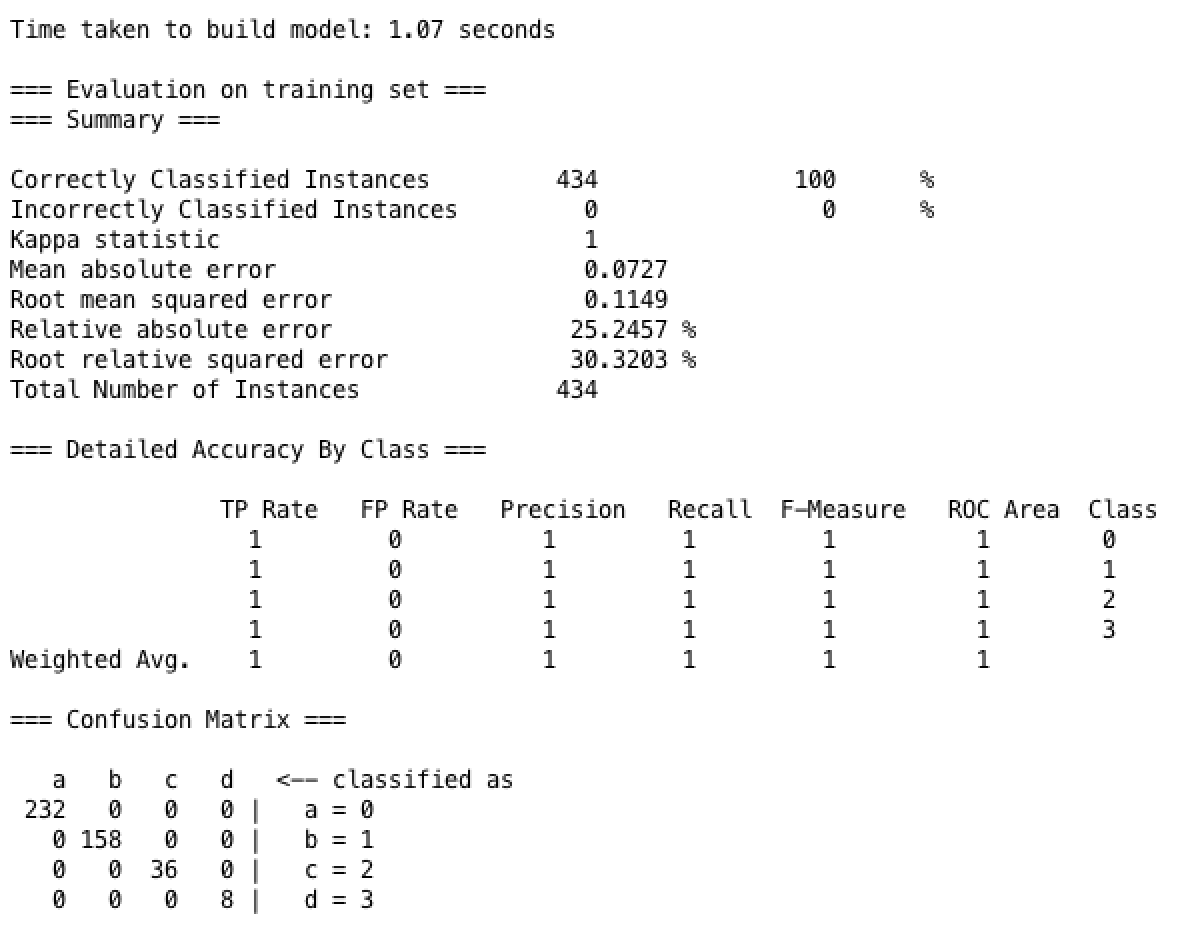 Time taken to build model: 1.07 seconds
=== Evaluation on training set ===
=== Summary ===
Correctly Classified Instances 434 100 %
Incorrectly Classified Instances 0 0 %
Kappa statistic 1
Mean absolute error 0.0727
Root mean squared error 0.1149
Relative absolute error 25.2457 %
Root relative squared error 30.3203 %
Total Number of Instances 434
=== Detailed Accuracy By Class ===
TP Rate FP Rate Precision Recall F-Measure ROC Area Class
1 0 1 1 1 1 0
1 0 1 1 1 1 1
1 0 1 1 1 1 2
1 0 1 1 1 1 3
Weighted Avg. 1 0 1 1 1 1
=== Confusion Matrix ===
a b c d <-- classified as
232 0 0 0 | a = 0
0 158 0 0 | b = 1
0 0 36 0 | c = 2
0 0 0 8 | d = 3